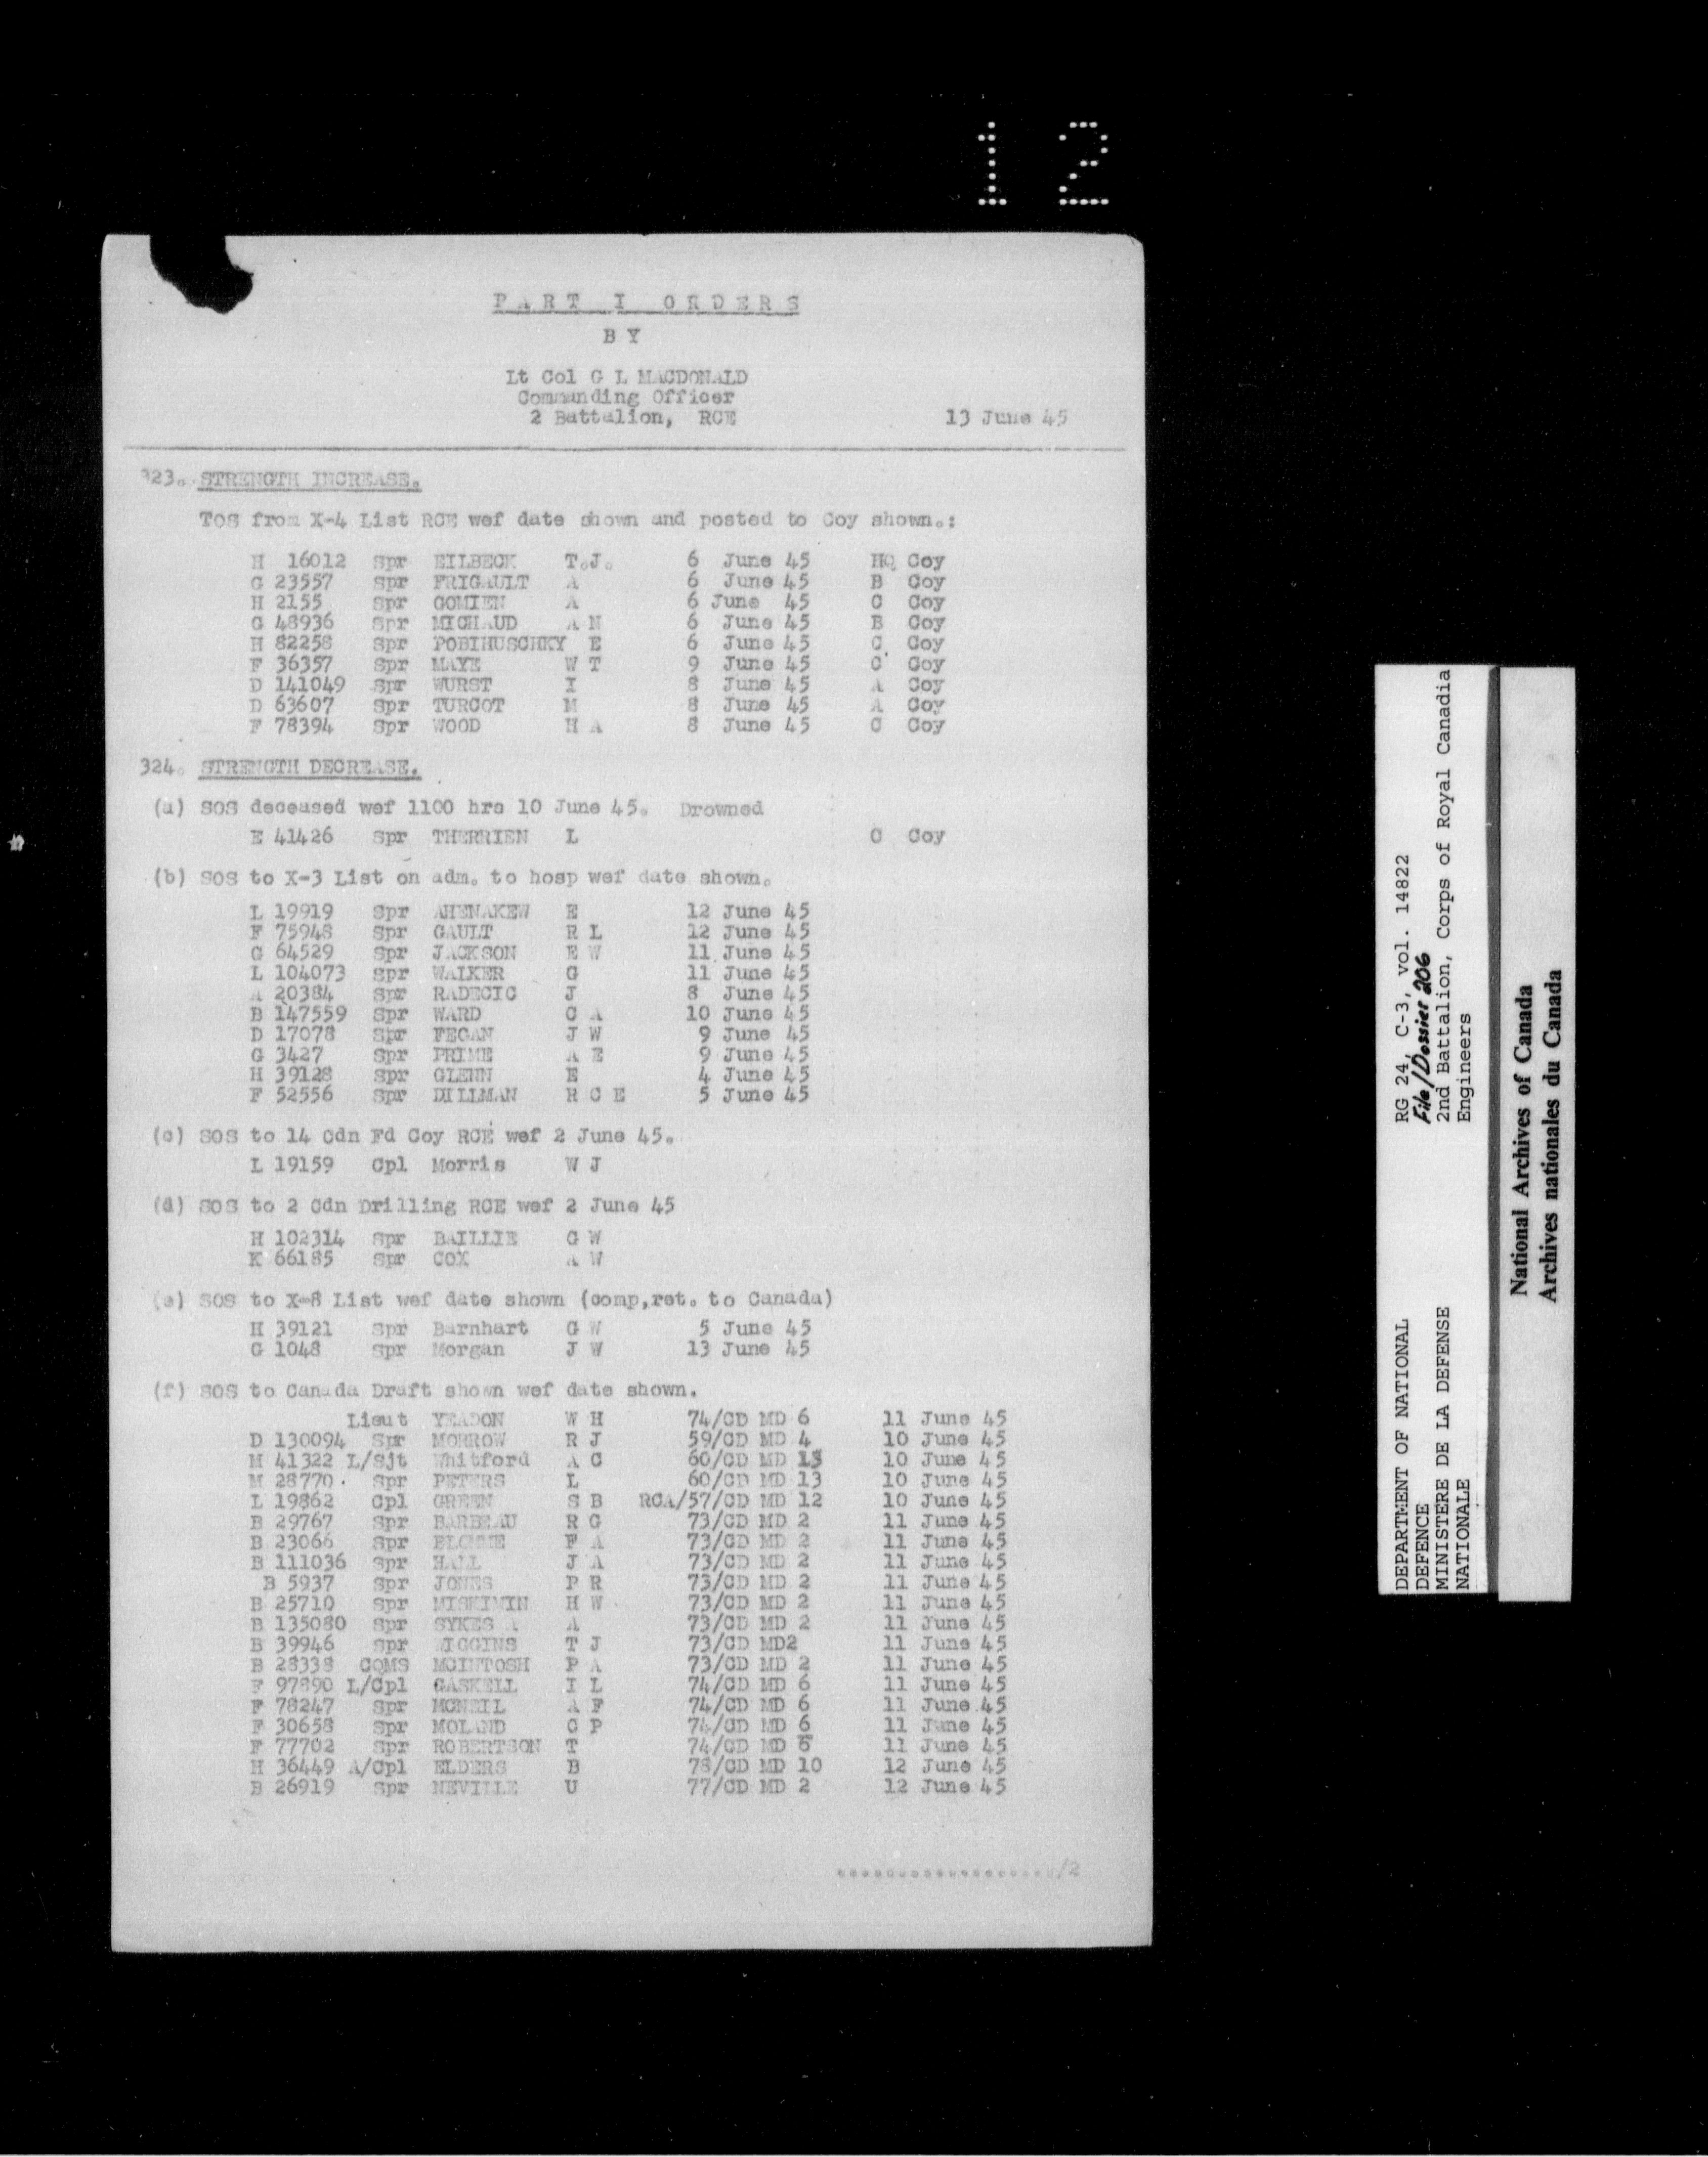 1 2
PART I ORDERS
BY
Lt Col G L MACDONALD
Commanding Officer
2 Battalion, RCE 13 June 45
323. STRENGTH INCREASE.
TOS from X-4 List RCE wef date shown and posted to Coy shown.:
H 16012 Spr EILBECK T.J. 6 June 45 HQ Coy
G 23557 Spr FRIGAULT A 6 June 45 B Coy
H 2155 Spr GOMIEN A 6 June 45 C Coy
G 48936 Spr MICHAUD A N 6 June 45 B Coy
H 82258 Spr POBIHUSCHKY E 6 June 45 C Coy
F 36357 Spr MAYE W T 9 June 45 C Coy
D 141049 Spr WURST I 8 June 45 A Coy
D 63607 Spr TURCOT M 8 June 45 A Coy
F 78394 Spr WOOD H A 8 June 45 C Coy
324. STRENGTH DECREASE.
(a) SOS deceased wef 1100 hrs 10 June 45. Drowned
E 41426 Spr THERRIEN L C Coy
(b) SOS to X-3 List on adm. to hosp wef date shown.
L 19919 Spr AHENAKEW E 12 June 45
F 75948 Spr GAULT R L 12 June 45
G 64529 Spr JACKSON E W 11 June 45
L 104073 Spr WALKER G 11 June 45
A 20384 Spr RADECIC J 8 June 45
B 147559 Spr WARD C A 10 June 45
D 17078 Spr FEGAN J W 9 June 45
G 3427 Spr PRIME A E 9 June 45
H 39128 Spr GLENN E 4 June 45
F 52556 Spr DILLMAN R C E 5 June 45
(c) SOS to 14 Cdn Fd Coy RCE wef 2 June 45.
L 19159 Cpl Morris W J
(d) SOS to 2 Cdn Drilling RCE wef 2 June 45
H 102314 Spr BAILLIE G W
K 66185 Spr COX A W
(e) SOS to X-8 List wef date shown (comp,ret. to Canada)
H 39121 Spr Barnhart G W 5 June 45
G 1048 Spr Morgan J W 13 June 45
(f) SOS to Canada Draft shown wef date shown.
Lieut YEADON W H 74/CD MD 6 11 June 45
D 130094 Spr MORROW R J 59/CD MD 4 10 June 45
M 41322 L/Sjt Whitford A C 60/CD MD 13 10 June 45
M 28770 Spr PETERS L 60/CD MD 13 10 June 45
L 19862 Cpl GREEN S B RCA/57/CD MD 12 10 June 45
B 29767 Spr BARBEAU R G 73/CD MD 2 11 June 45
B 23066 Spr F A 73/CD MD 2 11 June 45
B 111036 Spr HALL J A 73/CD MD 2 11 June 45
B 5937 Spr JONES P R 73/CD MD 2 11 June 45
B 25710 Spr MISKIMIN H W 73/CD MD 2 11 June 45
B 135080 Spr SYKES A 73/CD MD 2 11 June 45
B 39946 Spr WIGGINS T J 73/CD MD2 11 June 45
B 28338 CQMS MCINTOSH P A 73/CD MD 2 11 June 45
F 97890 L/Cpl GASKELL I L 74/CD MD 6 11 June 45
F 78247 Spr MCNEIL A F 74/CD MD 6 11 June 45
F 30658 Spr MOLAND C P 74/CD MD 6 11 June 45
F 77702 Spr ROBERTSON T 74/CD MD 6 11 June 45
H 36449 A/Cpl ELDERS B 78/CD MD 10 12 June 45
B 26919 Spr NEVILLE U 77/CD MD 2 12 June 45
..................../2
DEPARTMENT OF NATIONAL RG 24, C-3, vol. 14822
DEFENCE File/Dossier 206
MINISTERE DE LA DEFENSE 2nd Battalion, Corps of Royal Canadia
NATIONALE Engineers
National Archives of Canada
Archives nationales du Canada